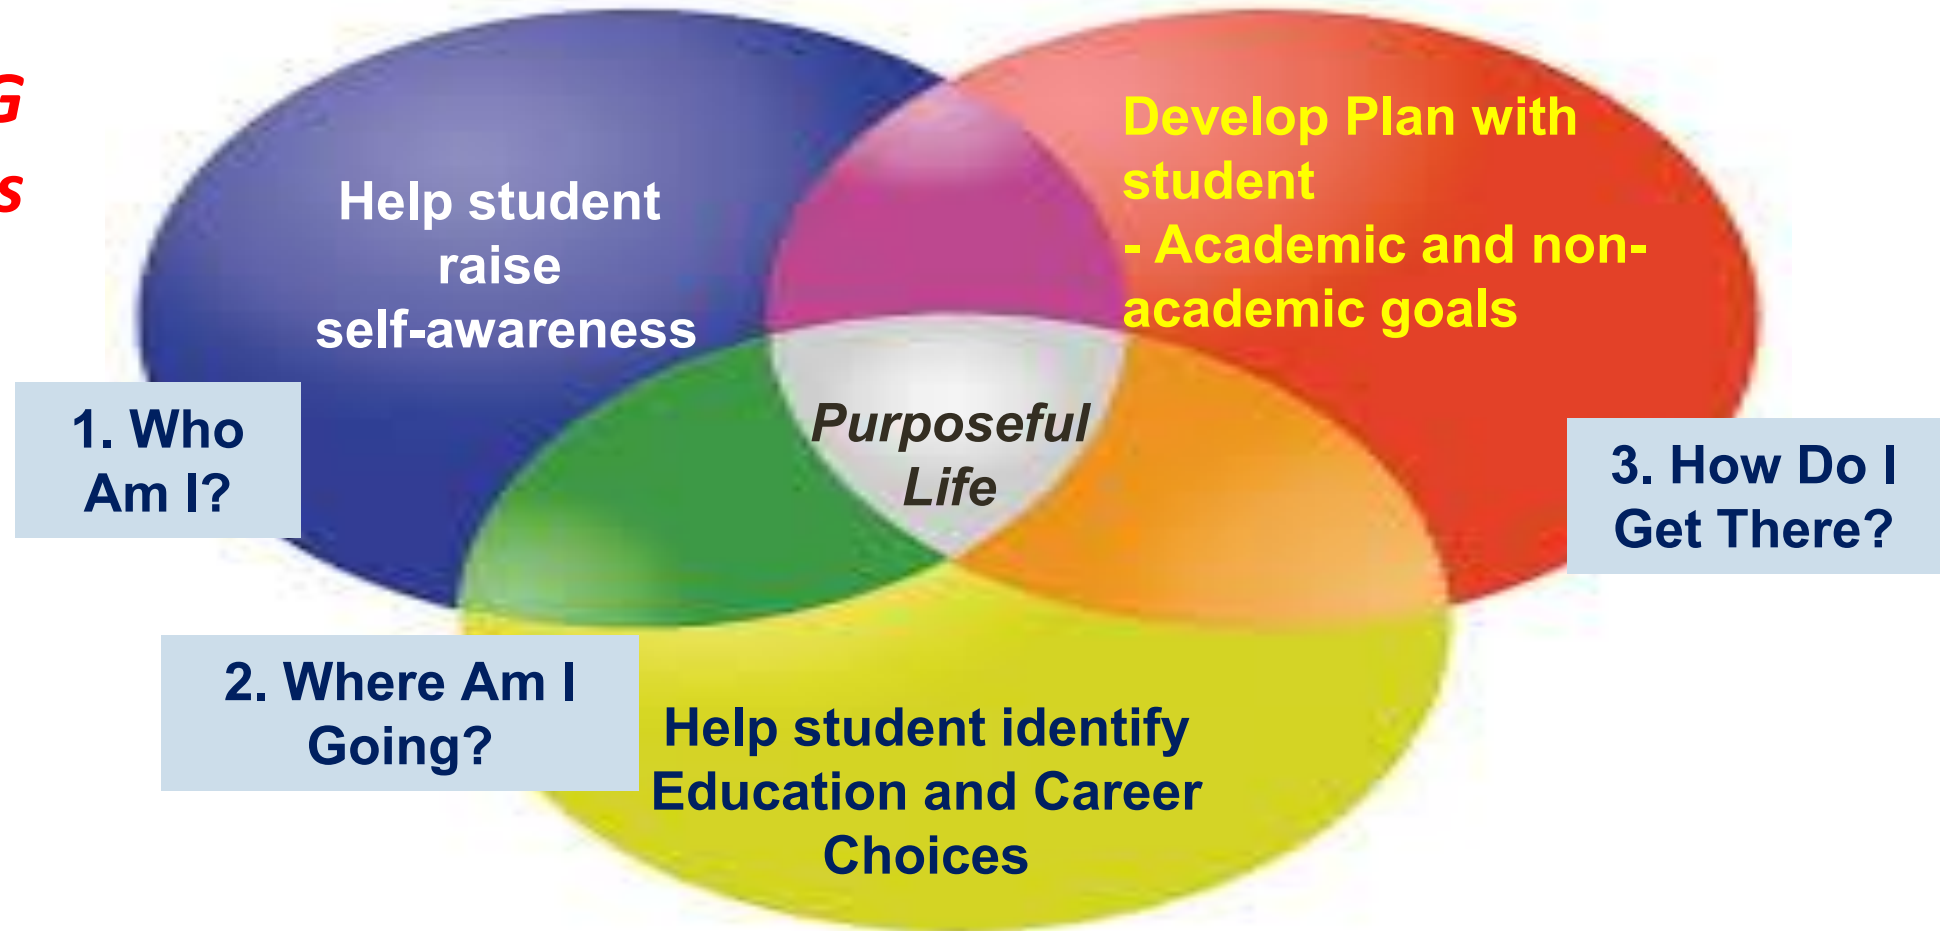 G
s
Help student
raise
self-awareness
Develop Plan with
student
- Academic and non-
academic goals
1. Who
Am I?
Purposeful
Life
3. How Do I
Get There?
2. Where Am I
Going?
Help student identify
Education and Career
Choices